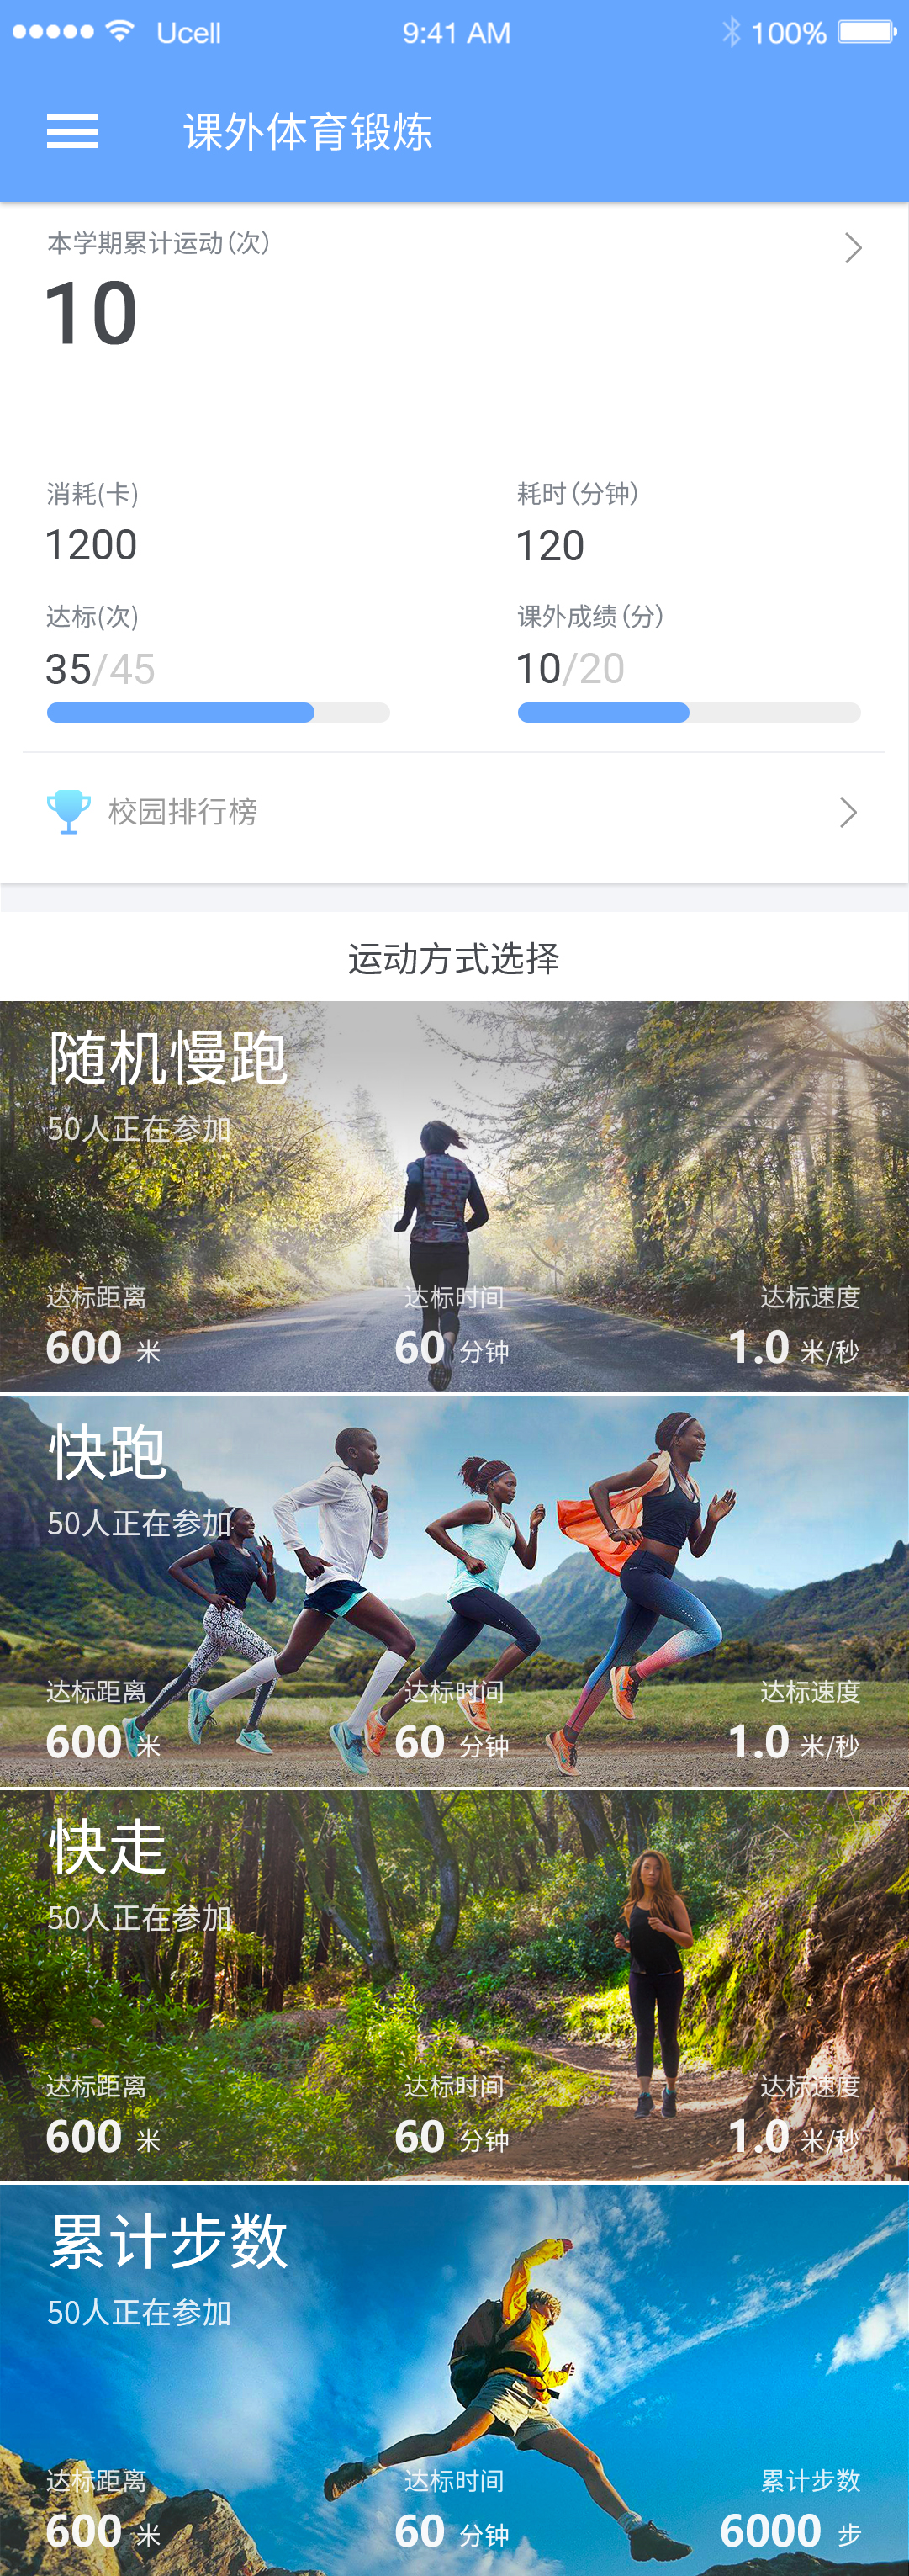 Ucell 9:41 AM 100%
课外体育锻炼
本学期累计运动(次)
10
消耗(卡) 耗时(分钟)
1200 120
达标(次) 课外成绩(分)
35/45 10/20
校园排行榜
运动方式选择
随机慢跑
50人正在参加
达标距离 达标时间 达标速度
600 米 60 分钟 1.0 米/秒
快跑
50人正在参加
达标距离 达标时间 达标速度
600 米 60 分钟 1.0 米/秒
快走
50人正在参加
达标距离 达标时间 达标速度
600 米 60 分钟 1.0 米/秒
累计步数
50人正在参加
达标距离 达标时间 累计步数
600 米 60 分钟 6000 步